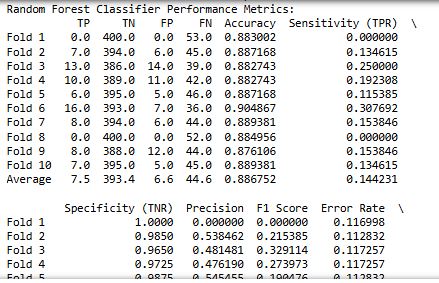 Random Forest Classifier Performance Metrics:
TP TN FP FN Accuracy Sensitivity (TPR) \
Fold 1 0.0 400.0 0.0 53.0 0.883002 0.000000
Fold 2 7.0 394.0 6.0 45.0 0.887168 0.134615
Fold 3 13.0 386.0 14.0 39.0 0.882743 0.250000
Fold 4 10.0 389.0 11.0 42.0 0.882743 0.192308
Fold 5 6.0 395.0 5.0 46.0 0.887168 0.115385
Fold 6 16.0 393.0 7.0 36.0 0.904867 0.307692
Fold 7 8.0 394.0 6.0 44.0 0.889381 0.153846
Fold 8 0.0 400.0 0.0 52.0 0.884956 0.000000
Fold 9 8.0 388.0 12.0 44.0 0.876106 0.153846
Fold 10 7.0 395.0 5.0 45.0 0.889381 0.134615
Average 7.5 393.4 6.6 44.6 0.886752 0.144231
Specificity (TNR) Precision F1 Score Error Rate \
Fold 1 1.0000 0.000000 0.000000 0.116998
Fold 2 0.9850 0.538462 0.215385 0.112832
Fold 3 0.9650 0.481481 0.329114 0.117257
Fold 4 0.9725 0.476190 0.273973 0.117257
Fold 5 0.9875 0.545455 0.190476 0.112832